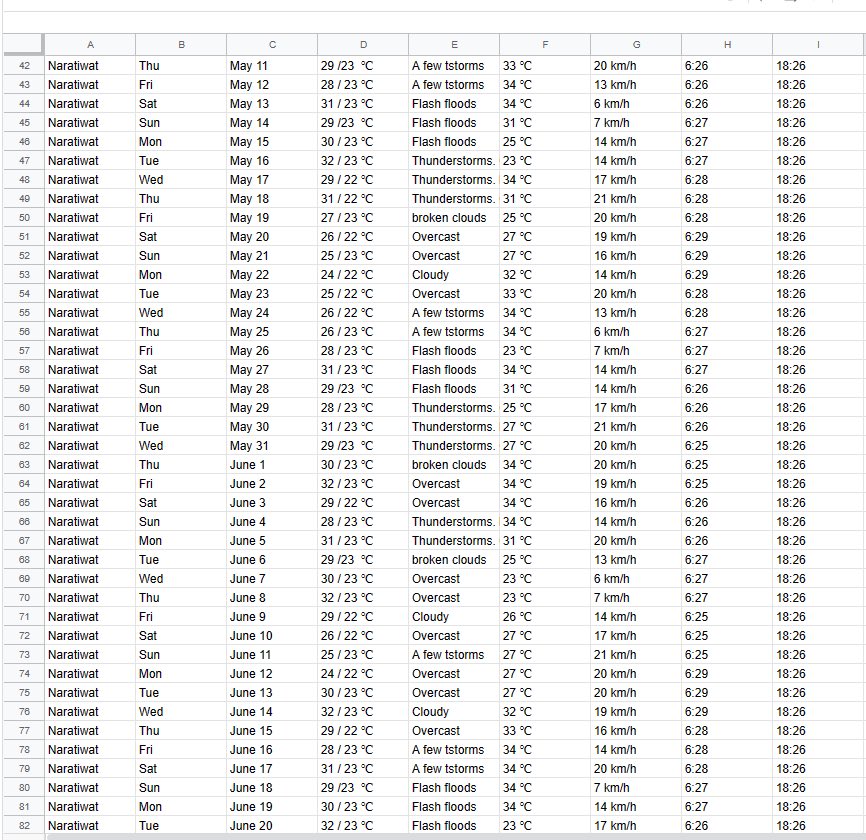 A B C D E F G H I
42 Naratiwat Thu May 11 29 /23 °C A few tstorms 33 °C 20 km/h 6:26 18:26
43 Naratiwat Fri May 12 28 / 23 °C A few tstorms 34 °C 13 km/h 6:26 18:26
44 Naratiwat Sat May 13 31 / 23 °C Flash floods 34 °C 6 km/h 6:26 18:26
45 Naratiwat Sun May 14 29 /23 °C Flash floods 31 °C 7 km/h 6:27 18:26
46 Naratiwat Mon May 15 30 / 23 °C Flash floods 25 °C 14 km/h 6:27 18:26
47 Naratiwat Tue May 16 32 / 23 °C Thunderstorms. 23 °C 14 km/h 6:27 18:26
48 Naratiwat Wed May 17 29 / 22 °C Thunderstorms. 34 °C 17 km/h 6:28 18:26
49 Naratiwat Thu May 18 31 / 22 °C Thunderstorms. 31 °C 21 km/h 6:28 18:26
50 Naratiwat Fri May 19 27 / 23 °C broken clouds 25 °C 20 km/h 6:28 18:26
51 Naratiwat Sat May 20 26 / 22 °C Overcast 27 °C 19 km/h 6:29 18:26
52 Naratiwat Sun May 21 25 / 23 °C Overcast 27 °C 16 km/h 6:29 18:26
53 Naratiwat Mon May 22 24 / 22 °C Cloudy 32 °C 14 km/h 6:29 18:26
54 Naratiwat Tue May 23 25 / 22 °C Overcast 33 °C 20 km/h 6:28 18:26
55 Naratiwat Wed May 24 26 / 22 °C A few tstorms 34 °C 13 km/h 6:28 18:26
56 Naratiwat Thu May 25 26 / 23 °C A few tstorms 34 °C 6 km/h 6:27 18:26
57 Naratiwat Fri May 26 28 / 23 °C Flash floods 23 °C 7 km/h 6:27 18:26
58 Naratiwat Sat May 27 31 / 23 °C Flash floods 34 °C 14 km/h 6:27 18:26
59 Naratiwat Sun May 28 29 /23 °C Flash floods 31 °C 14 km/h 6:26 18:26
60 Naratiwat Mon May 29 28 / 23 °C Thunderstorms. 25 °C 17 km/h 6:26 18:26
61 Naratiwat Tue May 30 31 / 23 °C Thunderstorms. 27 °C 21 km/h 6:26 18:26
62 Naratiwat Wed May 31 29 /23 °C Thunderstorms. 27 °C 20 km/h 6:25 18:26
63 Naratiwat Thu June 1 30 / 23 °C broken clouds 34 °C 20 km/h 6:25 18:26
64 Naratiwat Fri June 2 32 / 23 °C Overcast 34 °C 19 km/h 6:25 18:26
65 Naratiwat Sat June 3 29 / 22 °C Overcast 34 °C 16 km/h 6:26 18:26
66 Naratiwat Sun June 4 28 / 23 °C Thunderstorms. 34 °C 14 km/h 6:26 18:26
67 Naratiwat Mon June 5 31 / 23 °C Thunderstorms. 31 °C 20 km/h 6:26 18:26
68 Naratiwat Tue June 6 29 /23 °C broken clouds 25 °C 13 km/h 6:27 18:26
69 Naratiwat Wed June 7 30 / 23 °C Overcast 23 °C 6 km/h 6:27 18:26
70 Naratiwat Thu June 8 32 / 23 °C Overcast 23 °C 7 km/h 6:27 18:26
71 Naratiwat Fri June 9 29 / 22 °C Cloudy 26 °C 14 km/h 6:25 18:26
72 Naratiwat Sat June 10 26 / 22 °C Overcast 27 °C 17 km/h 6:25 18:26
73 Naratiwat Sun June 11 25 / 23 °C A few tstorms 27 °C 21 km/h 6:25 18:26
74 Naratiwat Mon June 12 24 / 22 °C Overcast 27 °C 20 km/h 6:29 18:26
75 Naratiwat Tue June 13 30 / 23 °C Overcast 27 °C 20 km/h 6:29 18:26
76 Naratiwat Wed June 14 32 / 23 °C Cloudy 32 °C 19 km/h 6:29 18:26
77 Naratiwat Thu June 15 29 / 22 °C Overcast 33 °C 16 km/h 6:28 18:26
78 Naratiwat Fri June 16 28 / 23 °C A few tstorms 34 °C 14 km/h 6:28 18:26
79 Naratiwat Sat June 17 31 / 23 °C A few tstorms 34 °C 20 km/h 6:28 18:26
80 Naratiwat Sun June 18 29 /23 °C Flash floods 34 °C 7 km/h 6:27 18:26
81 Naratiwat Mon June 19 30 / 23 °C Flash floods 34 °C 14 km/h 6:27 18:26
82 Naratiwat Tue June 20 32 / 23 °C Flash floods 23 °C 17 km/h 6:26 18:26